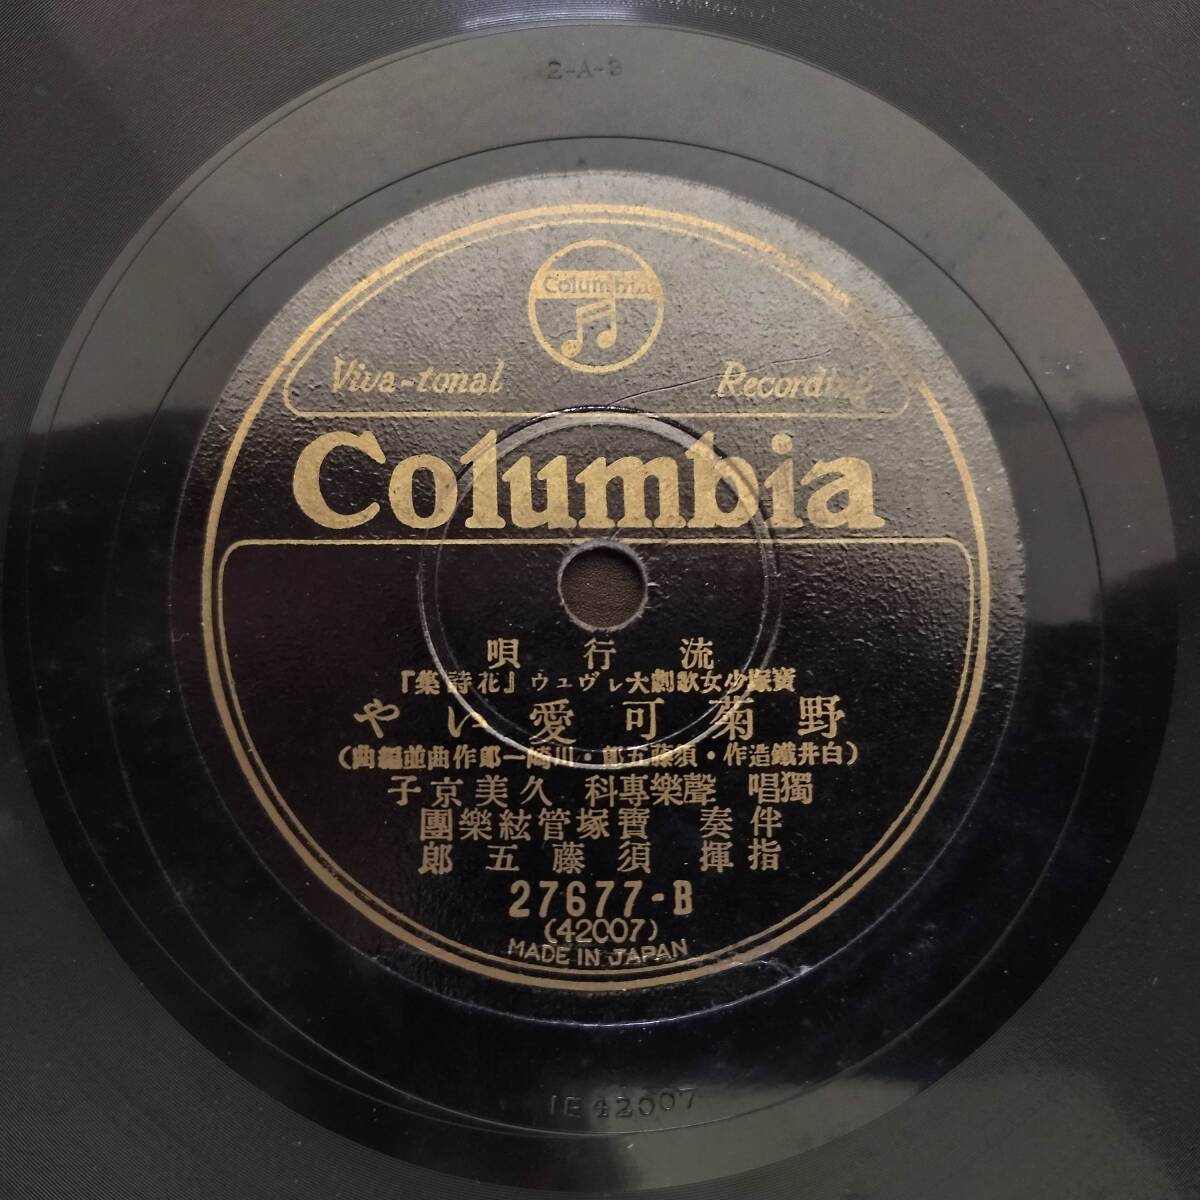 2-A-3
Columbia
Viva-tonal Recording
Columbia
流行唄
寶塚少女歌劇大レヴュウ『花詩集』
野菊可愛いや
(白井鐵造作・須藤五郎・川崎一郎作曲並編曲)
獨唱 聲樂專科 久美京子
伴奏 寶塚管絃樂團
指揮 須藤五郎
27677-B
(42007)
MADE IN JAPAN
1E 42007